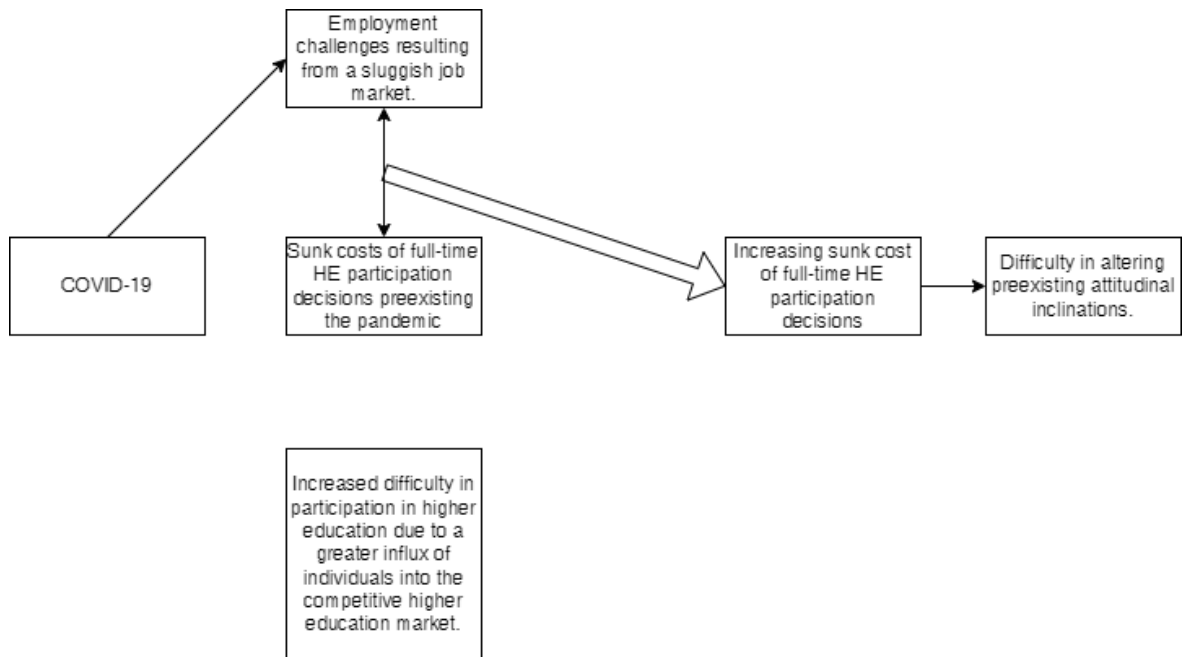 Employment
challenges resulting
from a sluggish job
market.
COVID-19
Sunk costs of full-time
HE participation
decisions preexisting
the pandemic
Increasing sunk cost
of full-time HE
participation
decisions
Difficulty in altering
preexisting attitudinal
inclinations.
Increased difficulty in
participation in higher
education due to a
greater influx of
individuals into the
competitive higher
education market.